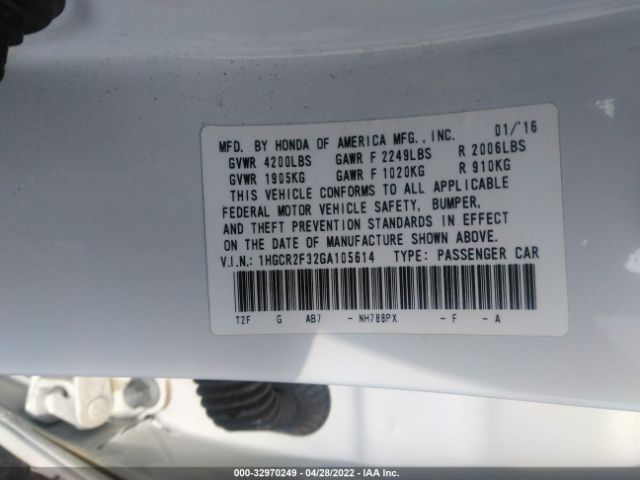 MFD. BY HONDA OF AMERICA MFG., INC. 01/'16
GVWR 4200LBS GAWR F 2249LBS R 2006LBS
GVWR 1905KG GAWR F 1020KG R 910KG
THIS VEHICLE CONFORMS TO ALL APPLICABLE
FEDERAL MOTOR VEHICLE SAFETY, BUMPER,
AND THEFT PREVENTION STANDARDS IN EFFECT
ON THE DATE OF MANUFACTURE SHOWN ABOVE.
V.I.N.: 1HGCR2F32GA105614 TYPE: PASSENGER CAR
T2F G AB7 - NH788PX - F - A
000-32970249 - 04/28/2022 - IAA Inc.